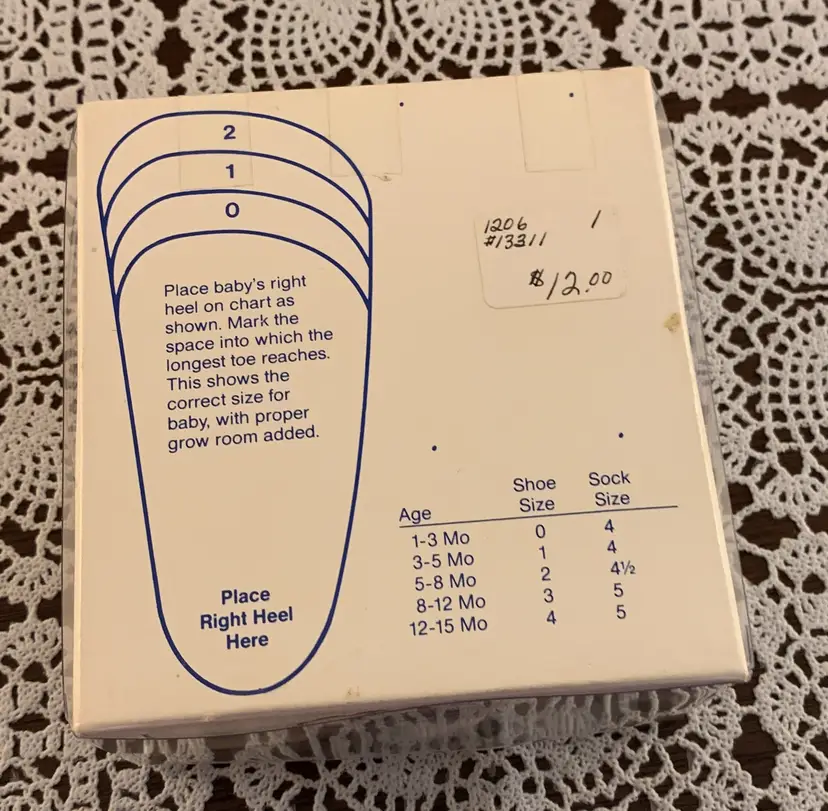 2
1
0
Place baby's right
heel on chart as
shown. Mark the
space into which the
longest toe reaches.
This shows the
correct size for
baby, with proper
grow room added.
Place
Right Heel
Here
1206 1
#13311
$12.00
Age Shoe Size Sock Size
1-3 Mo 0 4
3-5 Mo 1 4
5-8 Mo 2 4½
8-12 Mo 3 5
12-15 Mo 4 5